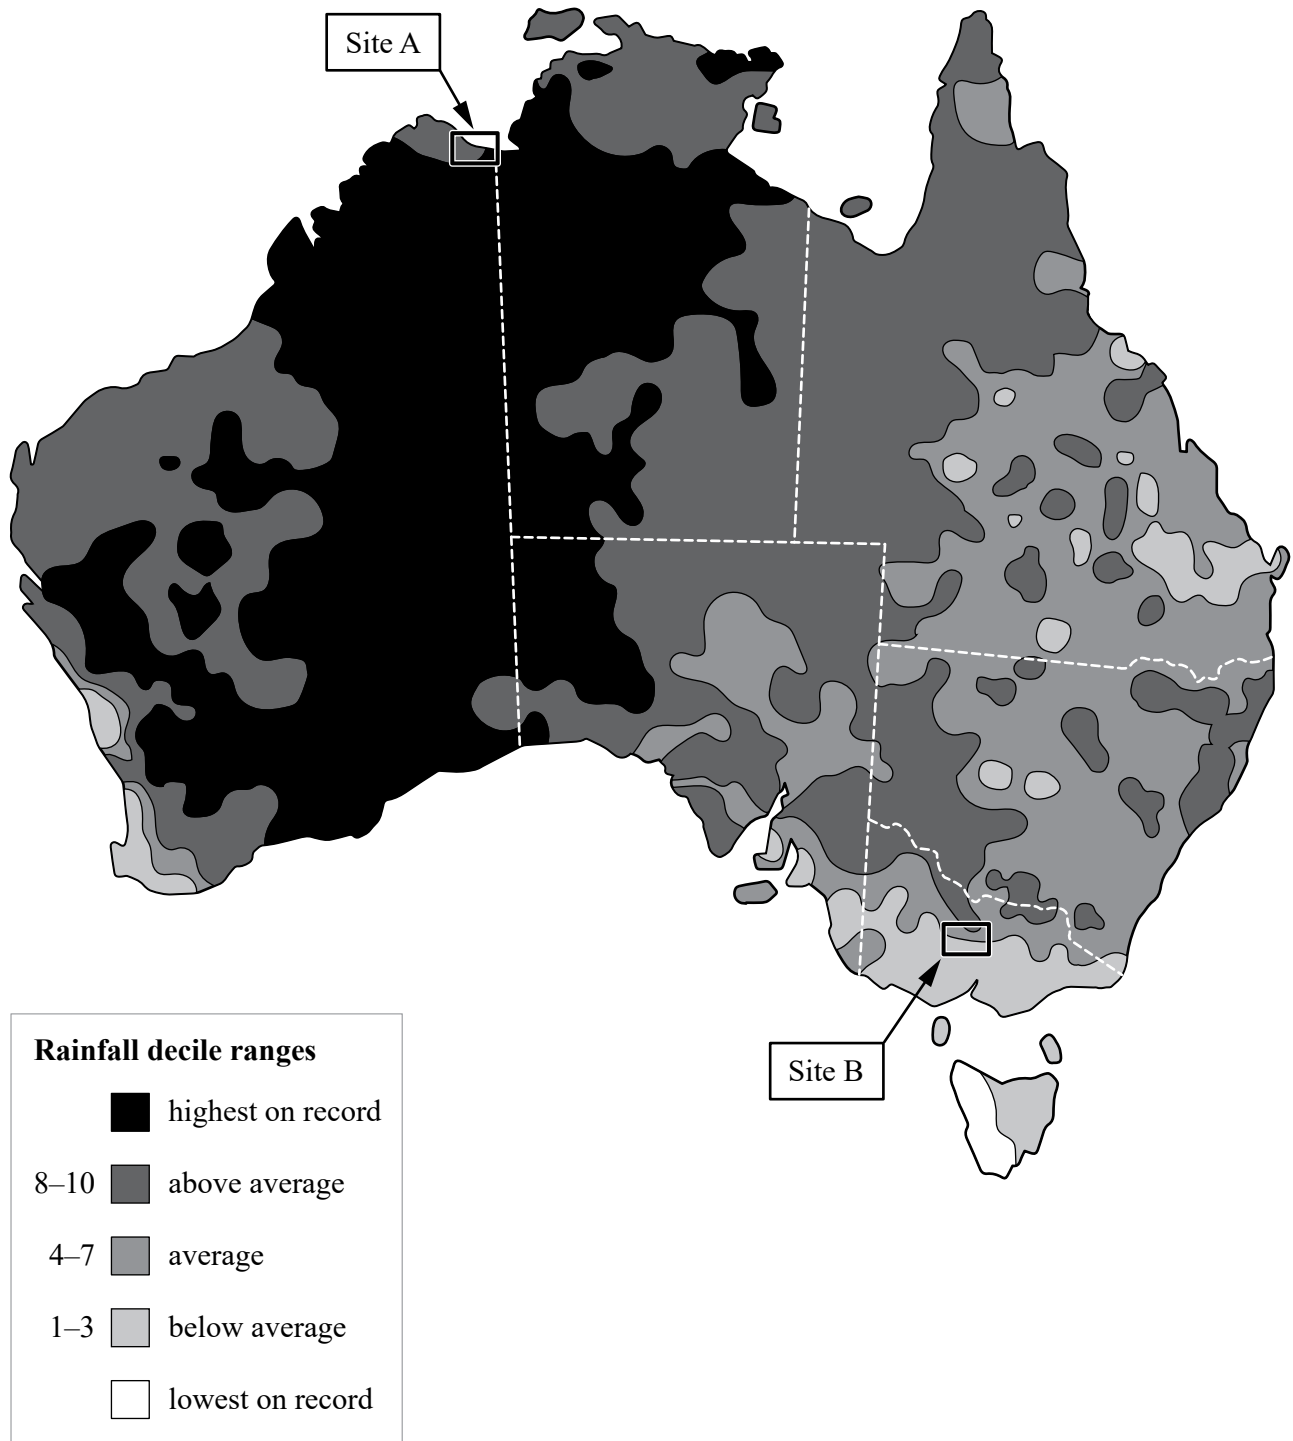 Site A
Site B
Rainfall decile ranges
highest on record
8–10 above average
4–7 average
1–3 below average
lowest on record